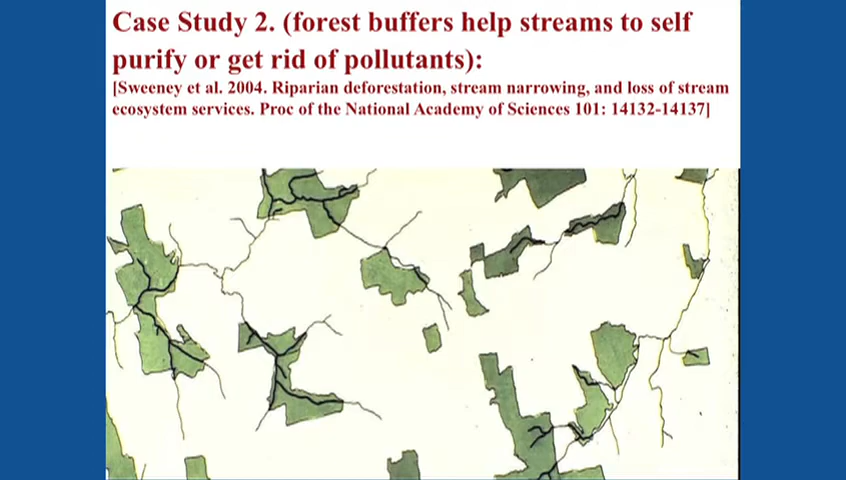 Case Study 2. (forest buffers help streams to self
purify or get rid of pollutants):
[Sweeney et al. 2004. Riparian deforestation, stream narrowing, and loss of stream
ecosystem services. Proc of the National Academy of Sciences 101: 14132-14137]